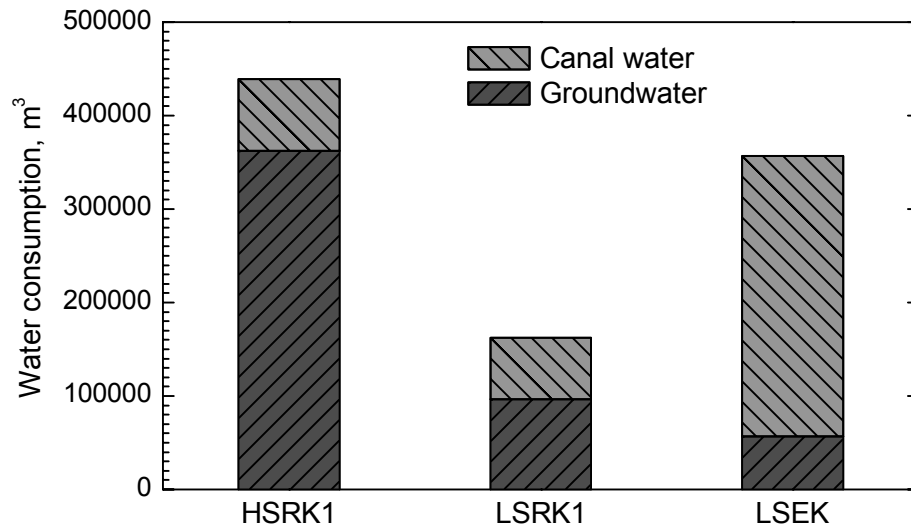 500000
400000
300000
200000
100000
0
Water consumption, m³
Canal water
Groundwater
HSRK1 LSRK1 LSEK